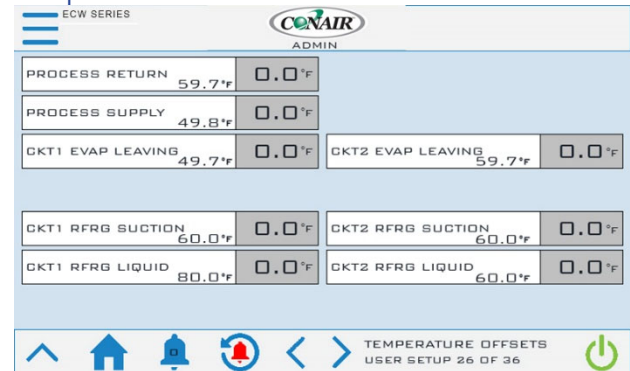 ECW SERIES
CONAIR
ADMIN
PROCESS RETURN 59.7°F 0.0°F
PROCESS SUPPLY 49.8°F 0.0°F
CKT1 EVAP LEAVING 49.7°F 0.0°F CKT2 EVAP LEAVING 59.7°F 0.0°F
CKT1 RFRG SUCTION 60.0°F 0.0°F CKT2 RFRG SUCTION 60.0°F 0.0°F
CKT1 RFRG LIQUID 80.0°F 0.0°F CKT2 RFRG LIQUID 60.0°F 0.0°F
0
TEMPERATURE OFFSETS
USER SETUP 26 OF 36